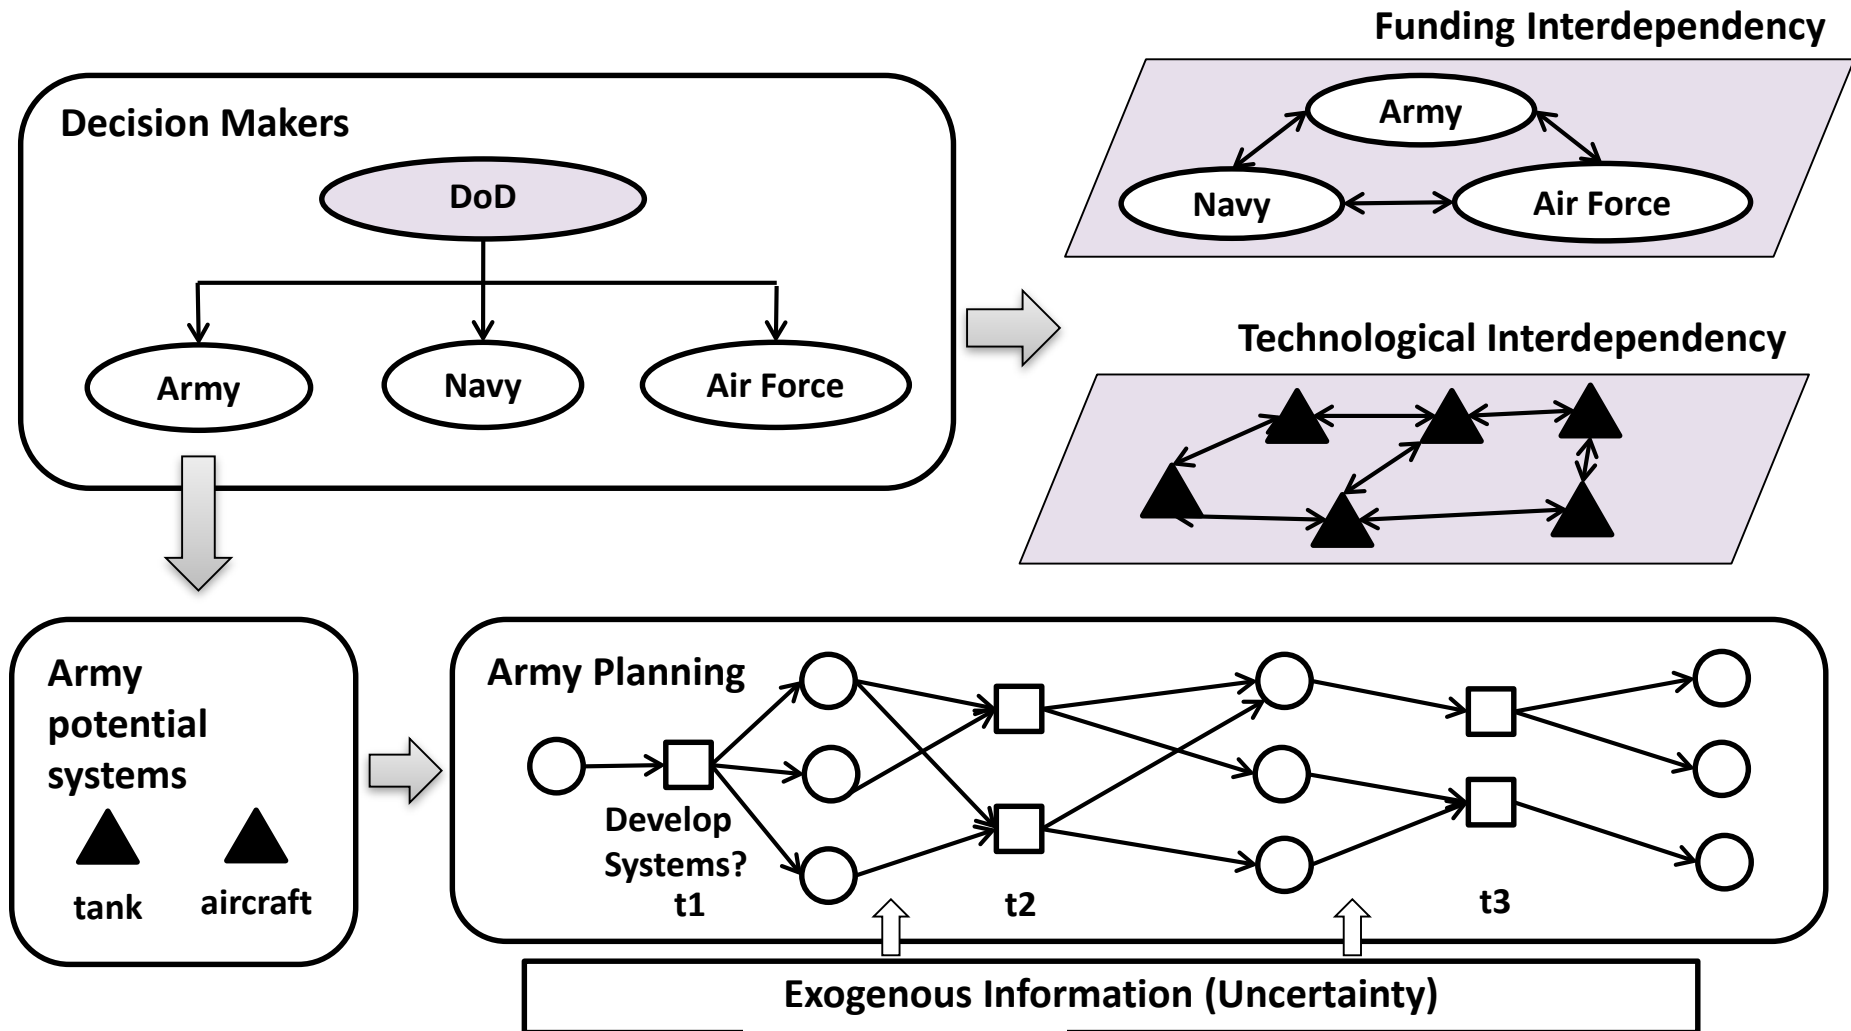 Funding Interdependency
Decision Makers
Army
DoD
Navy
Air Force
Technological Interdependency
Army
Navy
Air Force
Army
potential
systems
tank
aircraft
Army Planning
Develop
Systems?
t1
t2
t3
Exogenous Information (Uncertainty)